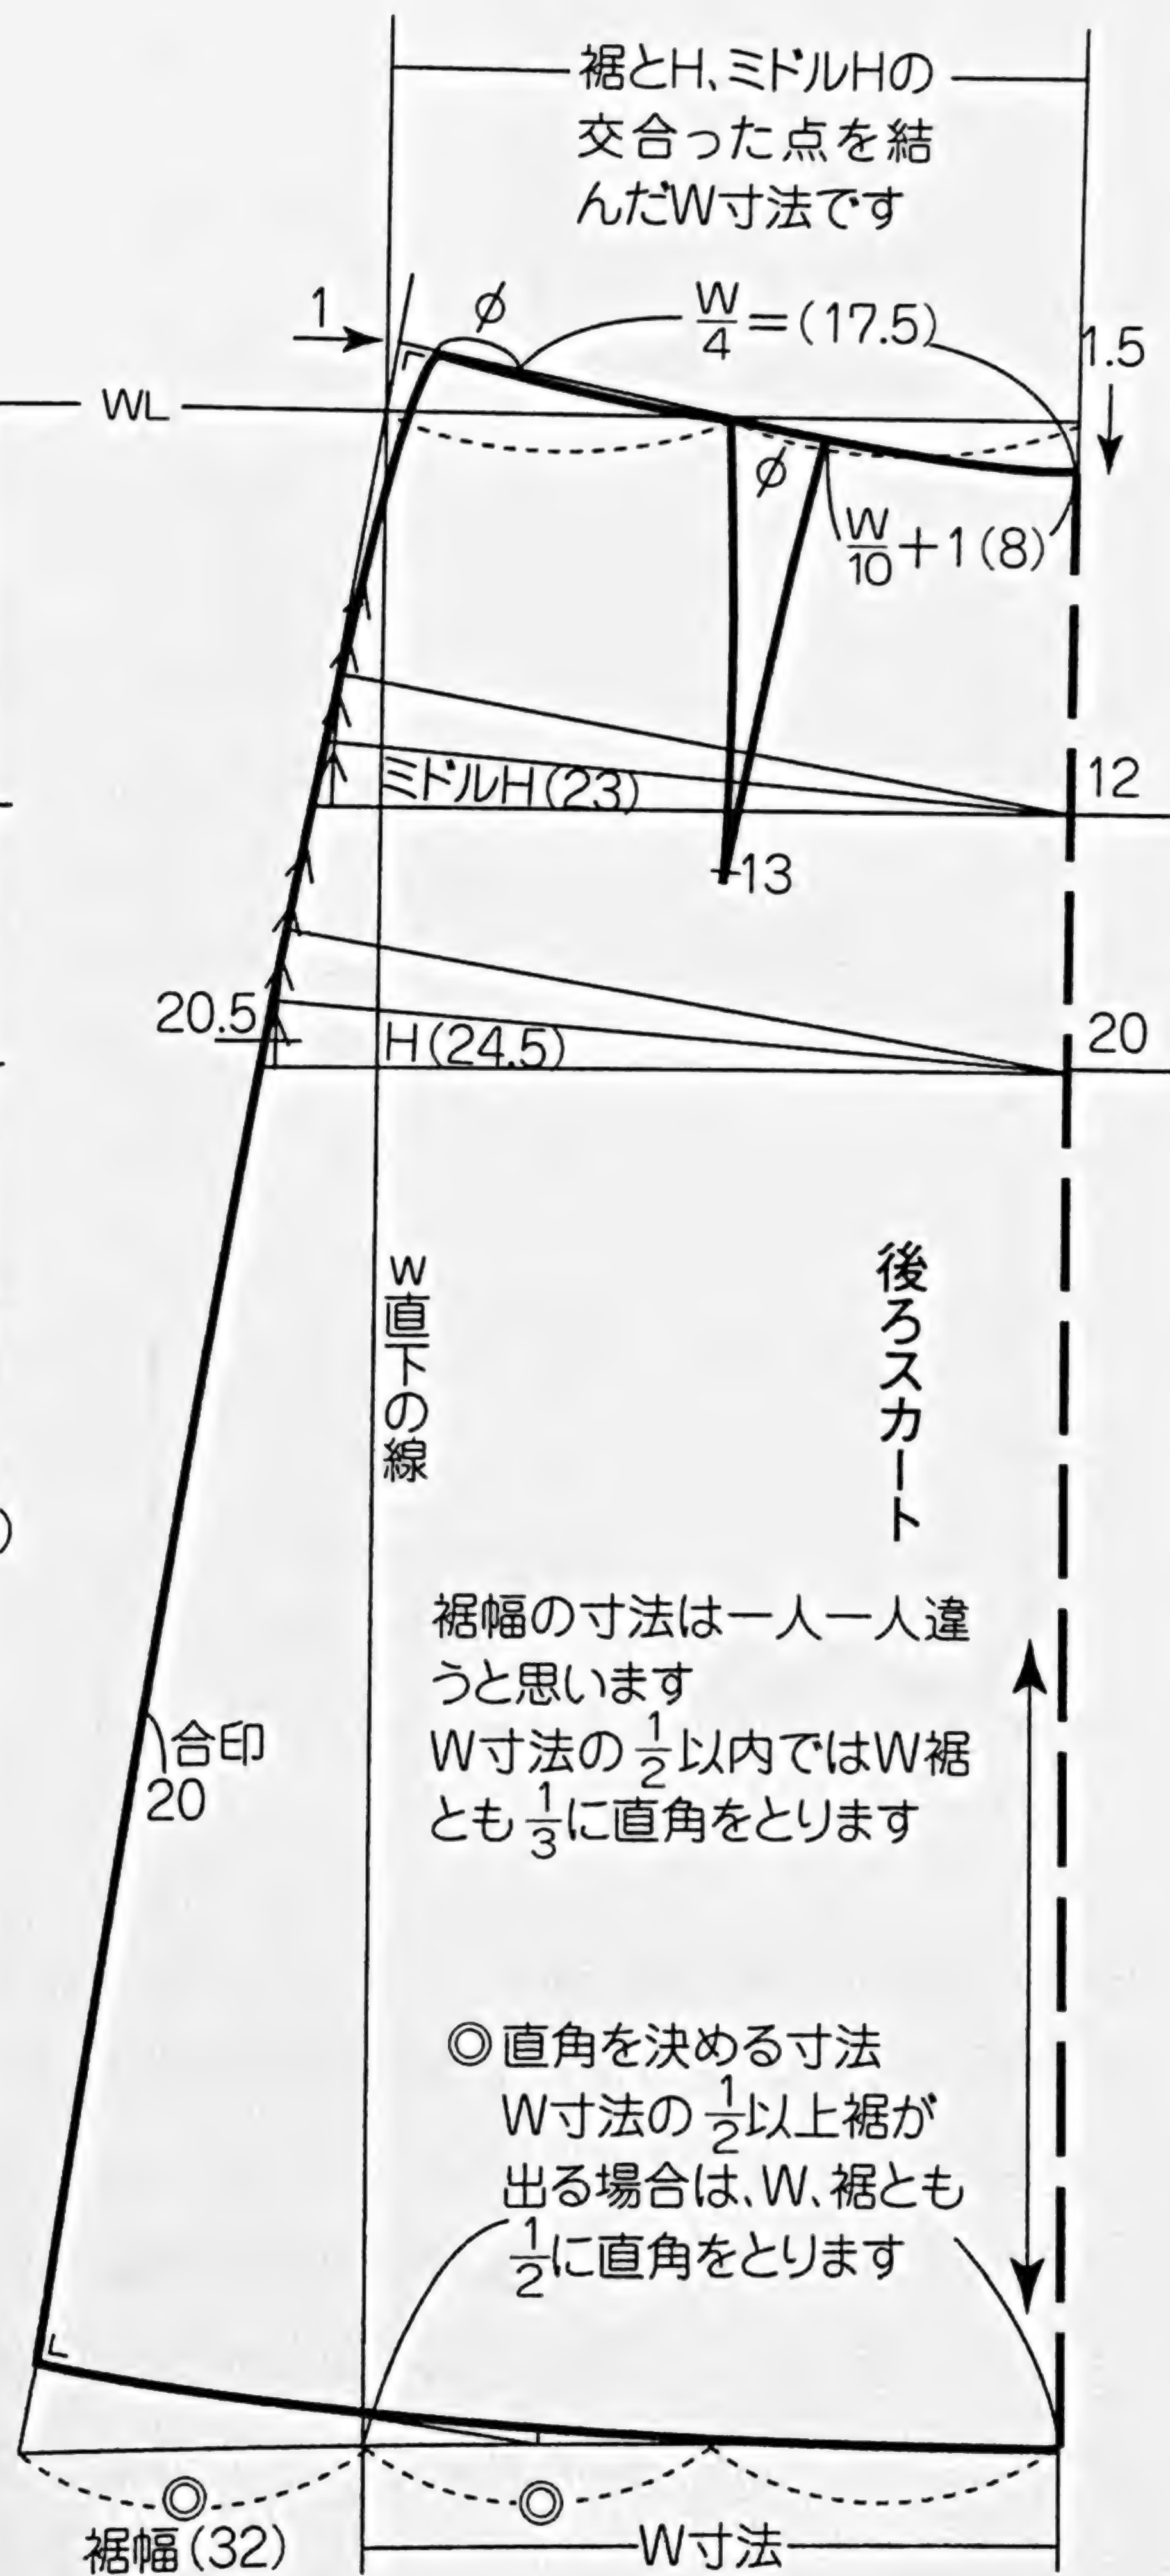 裾とH、ミドルHの
交合った点を結
んだW寸法です
1
∅
W/4=(17.5)
1.5
WL
∅
W/10+1(8)
ミドルH(23)
12
13
20.5
H(24.5)
20
W直下の線
後ろスカート
裾幅の寸法は一人一人違
うと思います
W寸法の1/2以内ではW裾
とも1/3に直角をとります
合印
20
◎直角を決める寸法
W寸法の1/2以上裾が
出る場合は、W、裾とも
1/2に直角をとります
◎
◎
裾幅(32)
W寸法